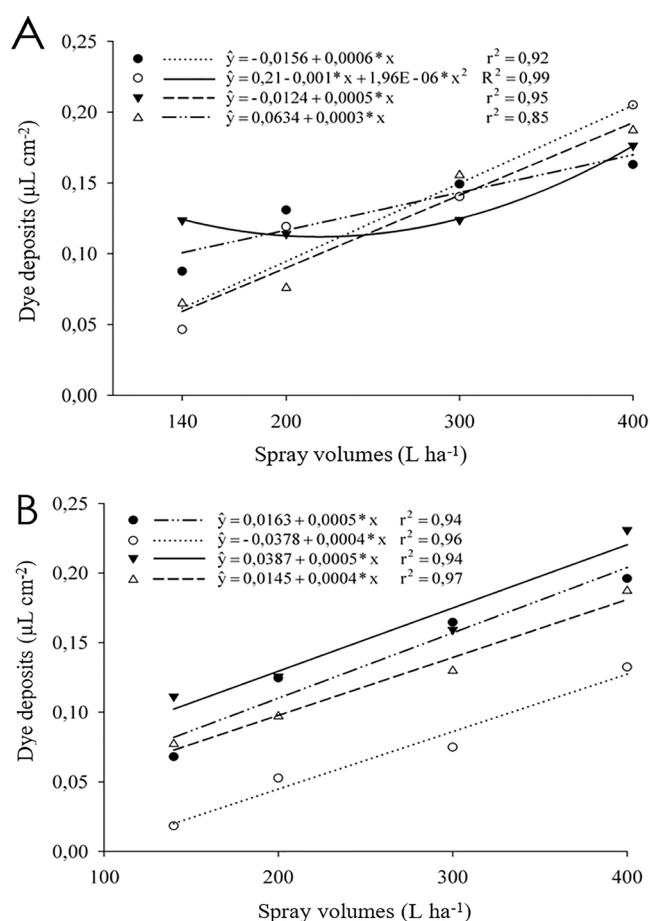 A
0,25
0,20
0,15
0,10
0,05
0,00
Dye deposits (µL cm⁻²)
ŷ = -0,0156 + 0,0006* x r² = 0,92
ŷ = 0,21 - 0,001* x + 1,96E - 06* x² R² = 0,99
ŷ = -0,0124 + 0,0005* x r² = 0,95
ŷ = 0,0634 + 0,0003* x r² = 0,85
140 200 300 400
Spray volumes (L ha⁻¹)
B
0,25
0,20
0,15
0,10
0,05
0,00
Dye deposits (µL cm⁻²)
ŷ = 0,0163 + 0,0005* x r² = 0,94
ŷ = -0,0378 + 0,0004* x r² = 0,96
ŷ = 0,0387 + 0,0005* x r² = 0,94
ŷ = 0,0145 + 0,0004* x r² = 0,97
100 200 300 400
Spray volumes (L ha⁻¹)